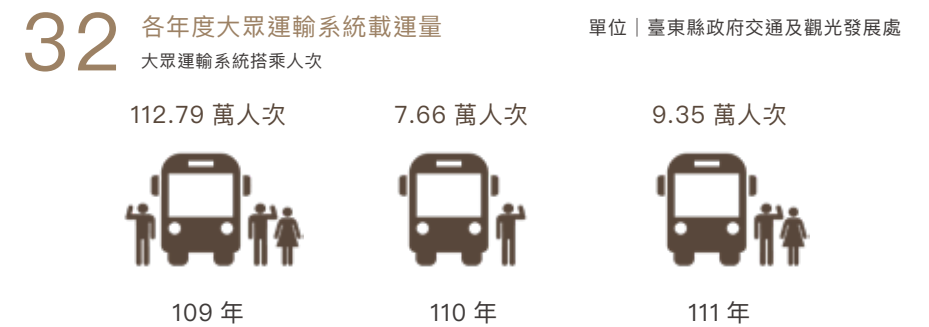 32 各年度大眾運輸系統載運量
大眾運輸系統搭乘人次
單位｜臺東縣政府交通及觀光發展處
112.79 萬人次 7.66 萬人次 9.35 萬人次
109 年 110 年 111 年